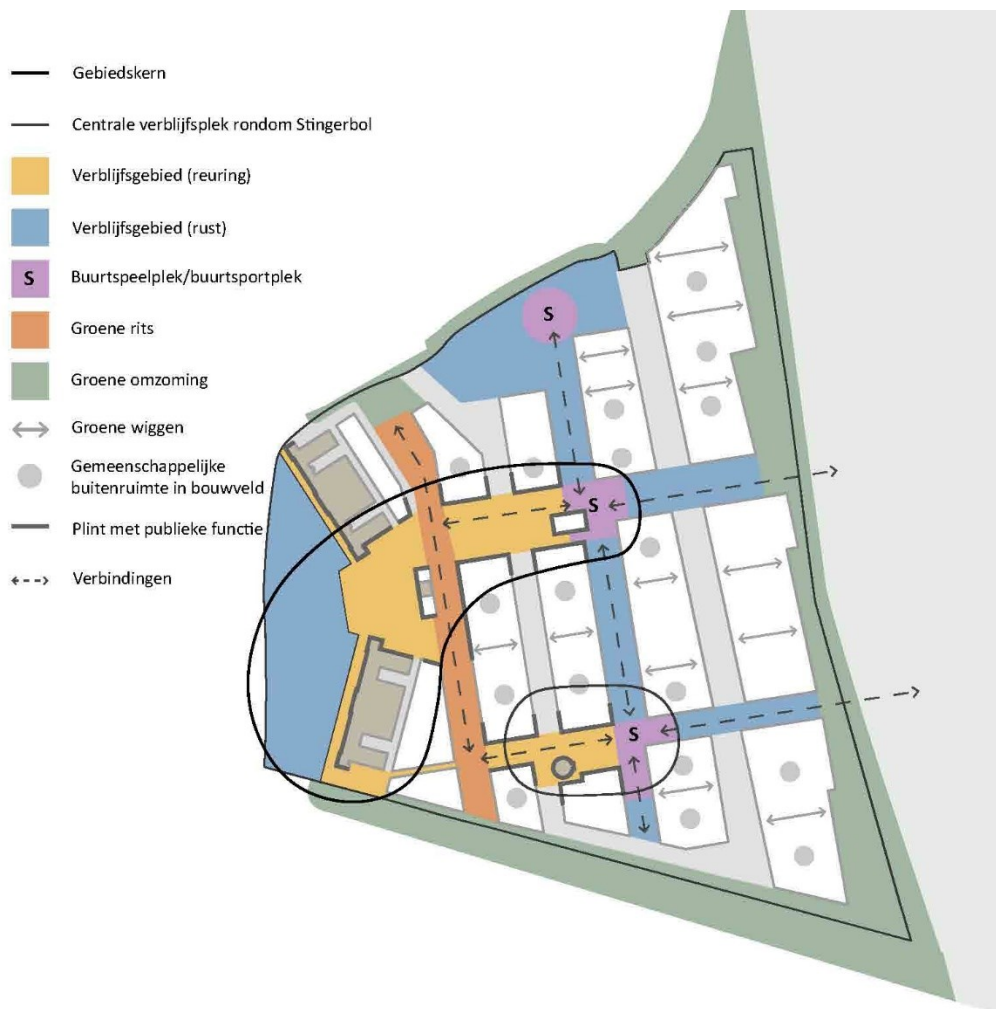 Gebiedskern
Centrale verblijfsplek rondom Stingerbol
Verblijfsgebied (reuring)
Verblijfsgebied (rust)
S Buurtspeelplek/buurtsportplek
Groene rits
Groene omzoming
Groene wiggen
Gemeenschappelijke
buitenruimte in bouwveld
Plint met publieke functie
Verbindingen
S
S
S